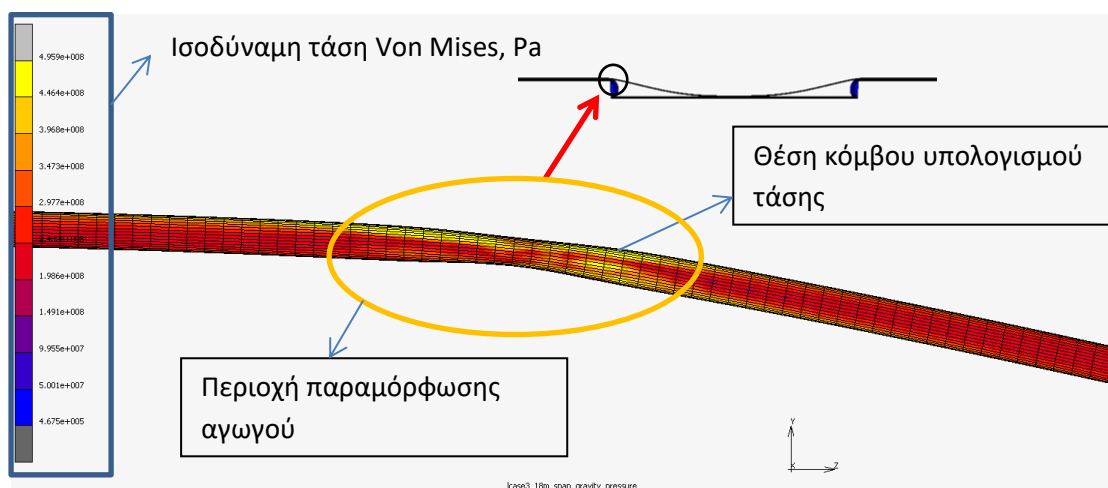 Ισοδύναμη τάση Von Mises, Pa
4.959e+008
4.464e+008
3.968e+008
3.473e+008
2.977e+008
1.986e+008
1.491e+008
9.955e+007
5.001e+007
4.675e+005
Θέση κόμβου υπολογισμού
τάσης
Περιοχή παραμόρφωσης
αγωγού
Y
X
Z
lcase3_18m_span_gravity_pressure